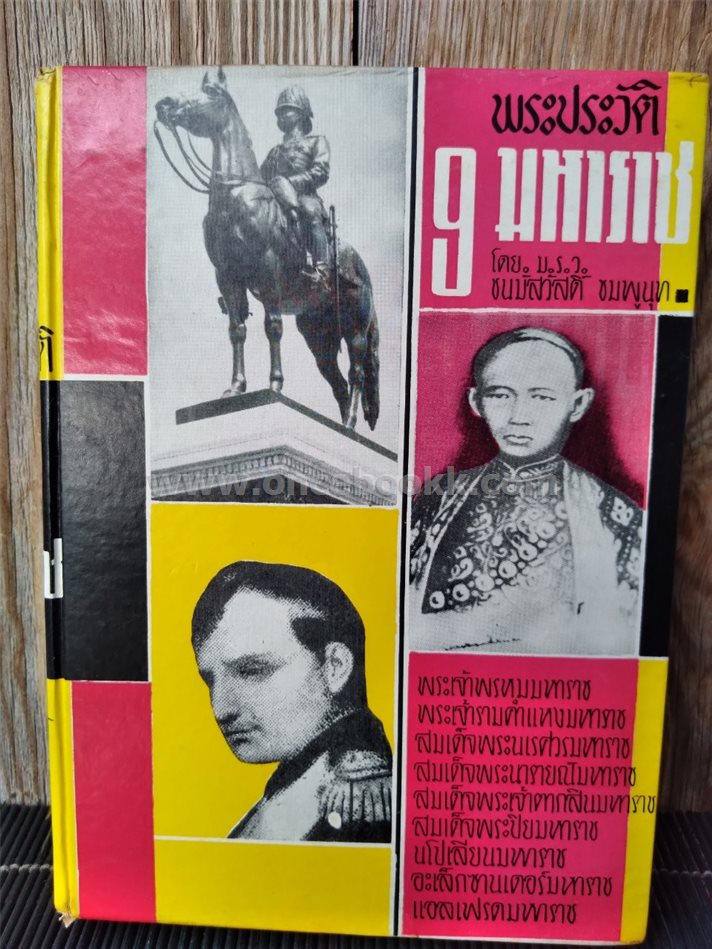 พระประวัติ
9 มหาราช
โดย. ม.ร.ว.
ชนม์สวัสดิ์ ชมพูนุท
พระเจ้าพรหมมหาราช
พระเจ้ารามคำแหงมหาราช
สมเด็จพระนเรศวรมหาราช
สมเด็จพระนารายณ์มหาราช
สมเด็จพระเจ้าตากสินมหาราช
สมเด็จพระปิยมหาราช
นโปเลียนมหาราช
อะเล็กซานเดอร์มหาราช
แอลเฟรดมหาราช